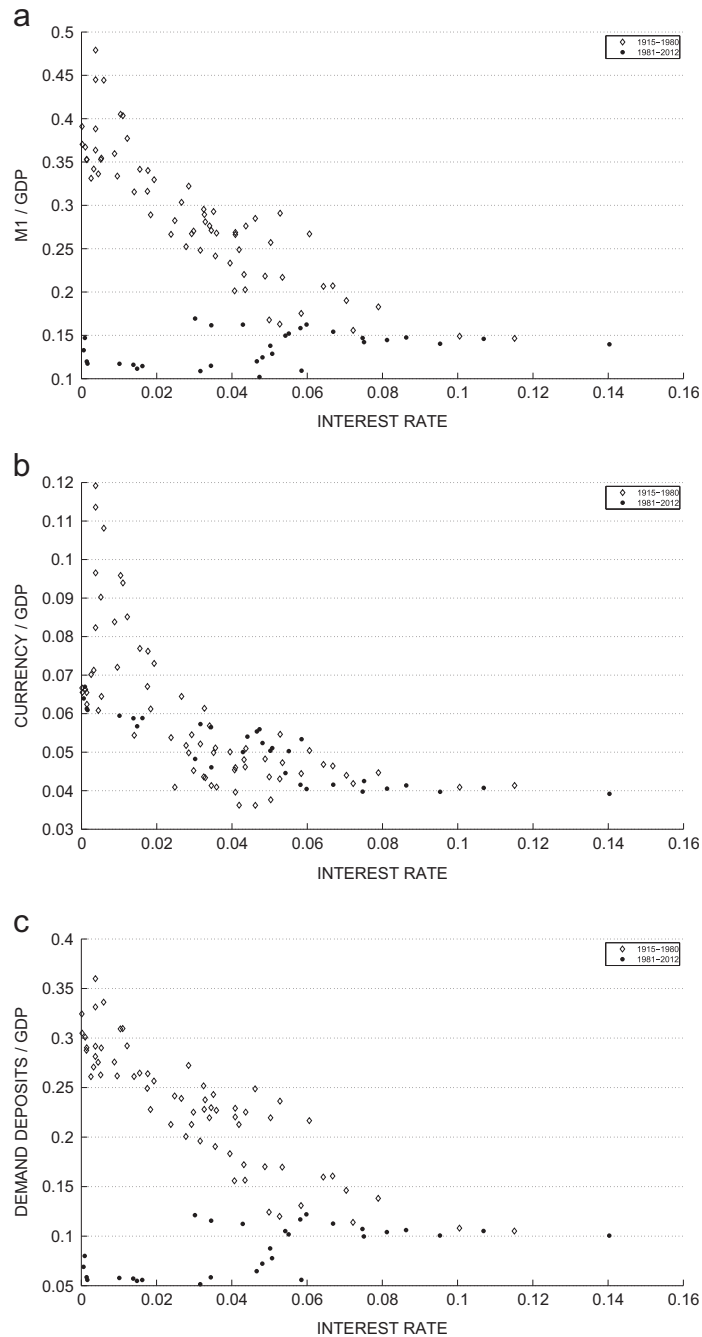 a
0.5
1915−1980
1981−2012
0.45
0.4
0.35
0.3
0.25
0.2
0.15
0.1
M1 / GDP
0 0.02 0.04 0.06 0.08 0.1 0.12 0.14 0.16
INTEREST RATE
b
0.12
1915−1980
1981−2012
0.11
0.1
0.09
0.08
0.07
0.06
0.05
0.04
0.03
CURRENCY / GDP
0 0.02 0.04 0.06 0.08 0.1 0.12 0.14 0.16
INTEREST RATE
c
0.4
1915−1980
1981−2012
0.35
0.3
0.25
0.2
0.15
0.1
0.05
DEMAND DEPOSITS / GDP
0 0.02 0.04 0.06 0.08 0.1 0.12 0.14 0.16
INTEREST RATE